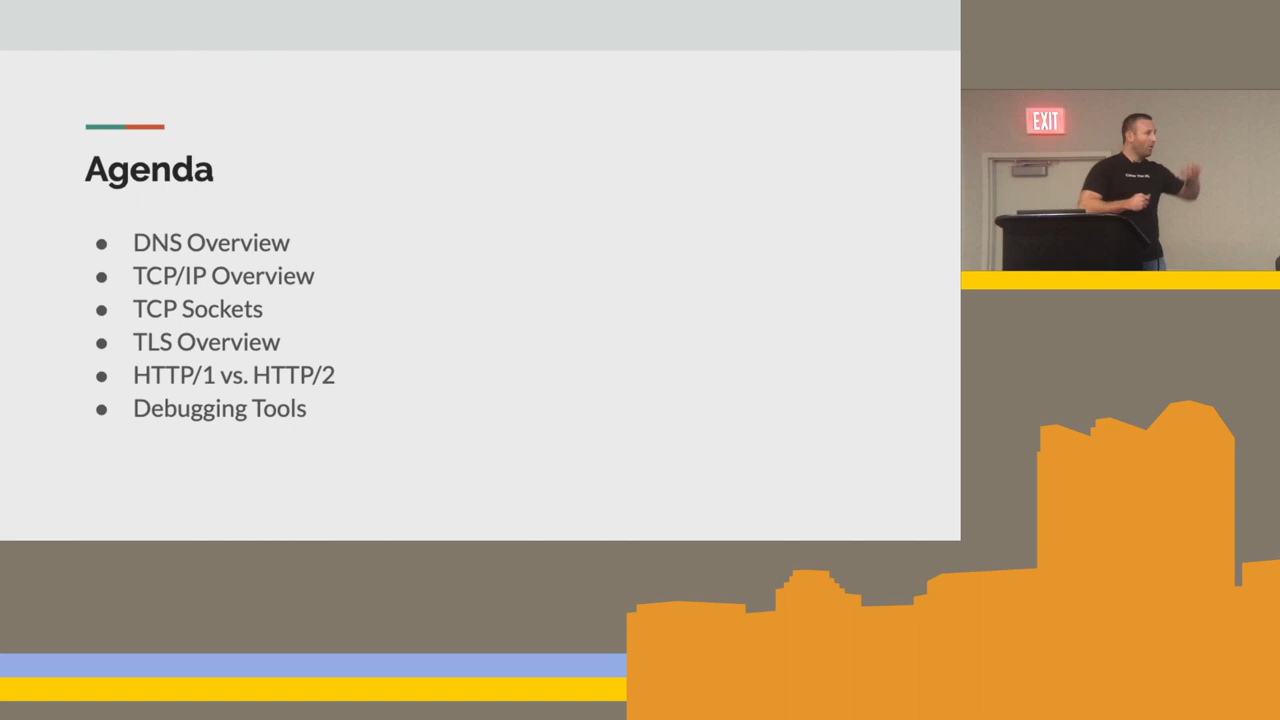 Agenda
DNS Overview
TCP/IP Overview
TCP Sockets
TLS Overview
HTTP/1 vs. HTTP/2
Debugging Tools
EXIT